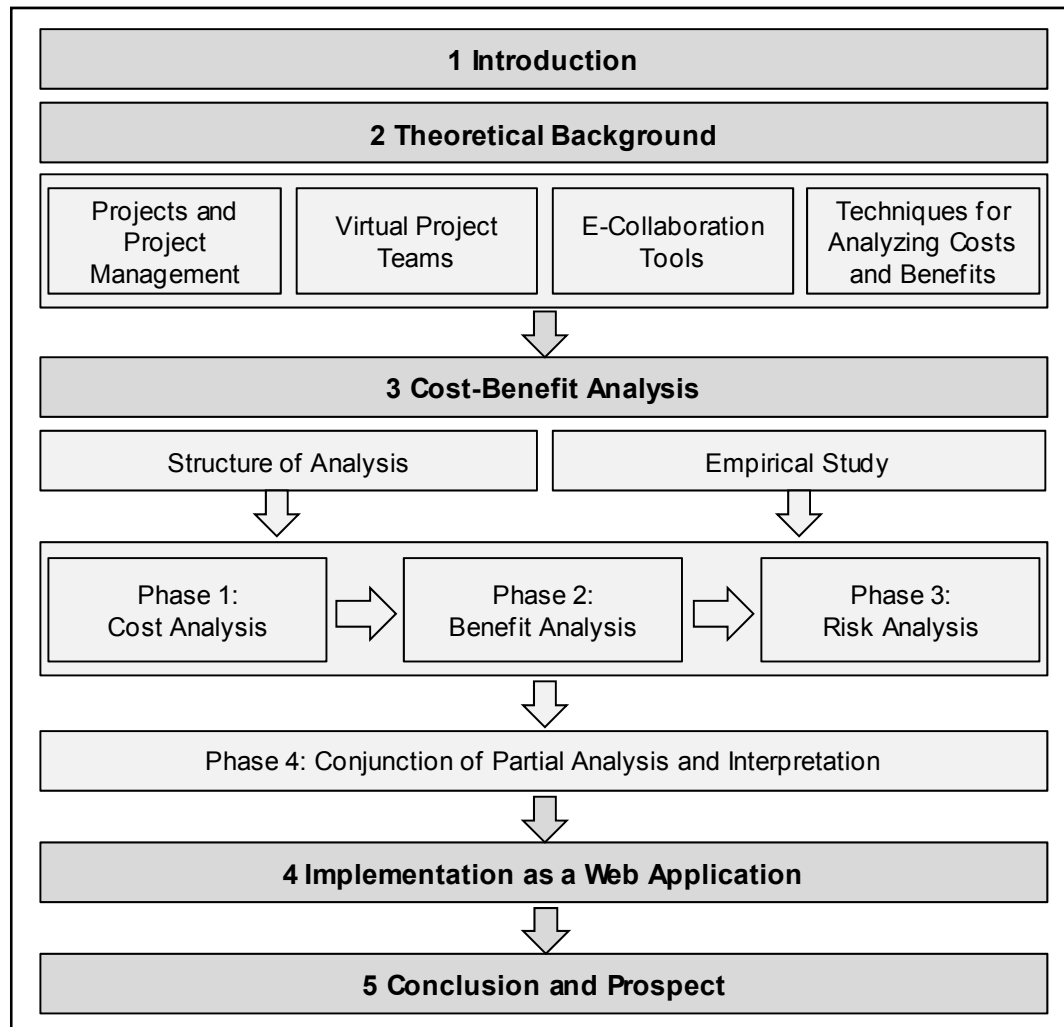 1 Introduction
2 Theoretical Background
Projects and
Project
Management
Virtual Project
Teams
E-Collaboration
Tools
Techniques for
Analyzing Costs
and Benefits
3 Cost-Benefit Analysis
Structure of Analysis
Empirical Study
Phase 1:
Cost Analysis
Phase 2:
Benefit Analysis
Phase 3:
Risk Analysis
Phase 4: Conjunction of Partial Analysis and Interpretation
4 Implementation as a Web Application
5 Conclusion and Prospect